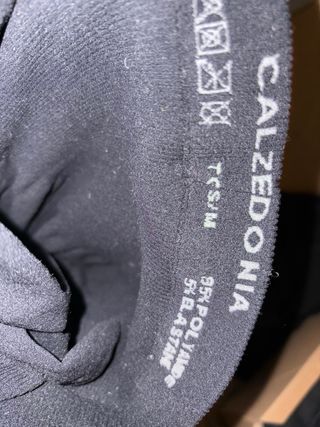 CALZEDONIA
T(S/M
95% POLYAMIDE
5% ELASTANE